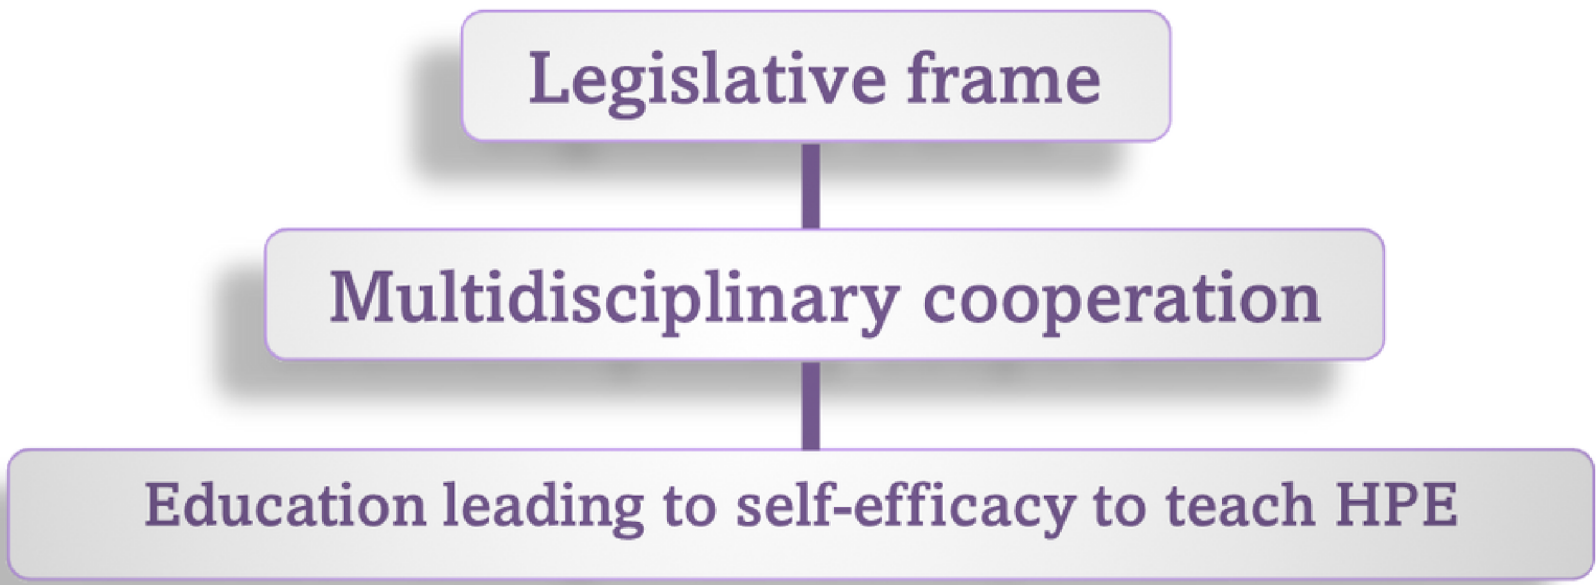 Legislative frame
Multidisciplinary cooperation
Education leading to self-efficacy to teach HPE